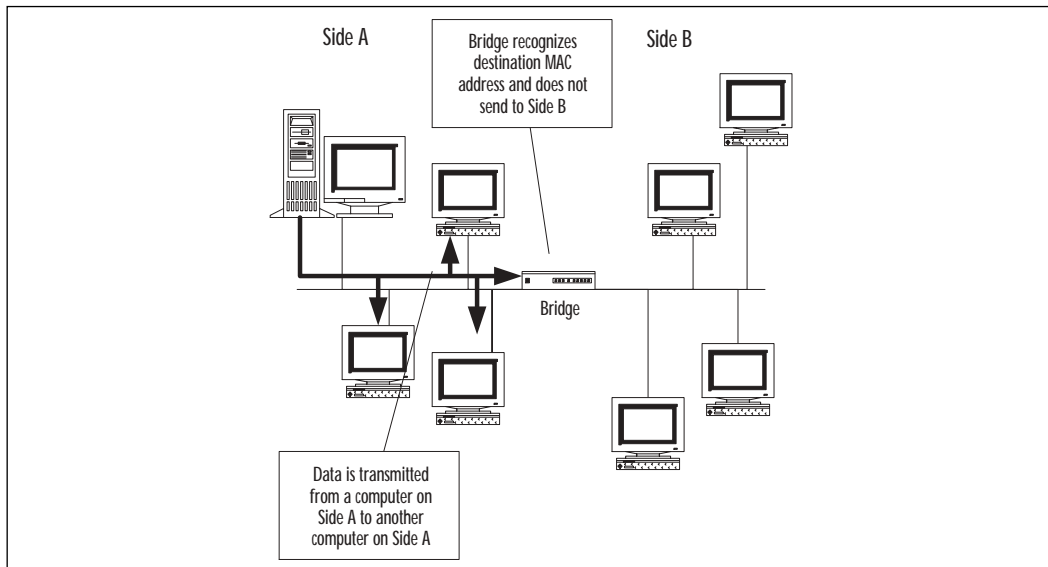 Side A
Bridge recognizes
destination MAC
address and does not
send to Side B
Side B
Bridge
Data is transmitted
from a computer on
Side A to another
computer on Side A